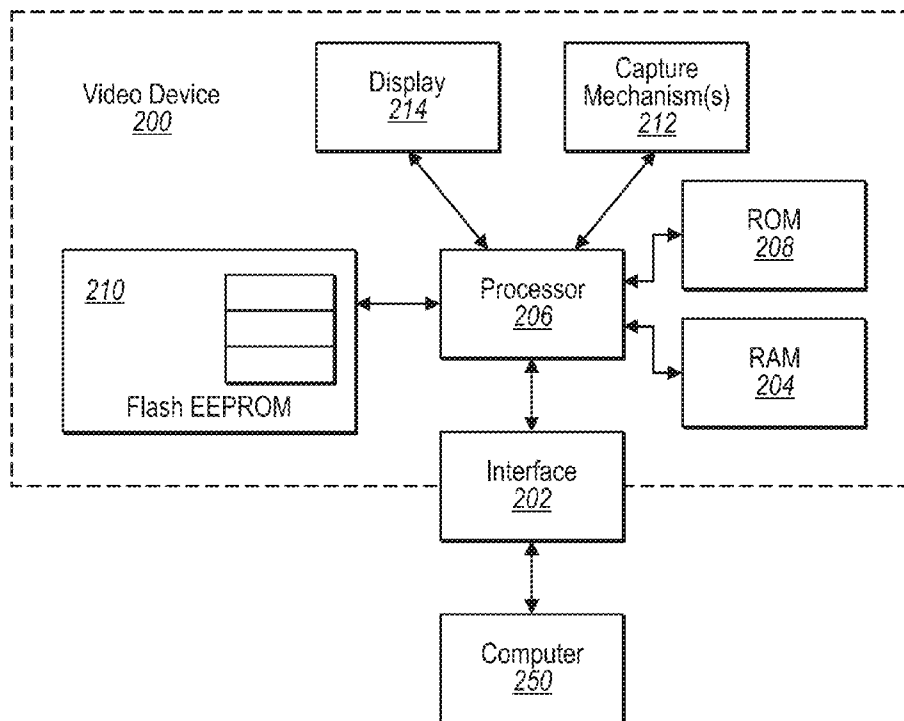 Video Device
200
Display
214
Capture
Mechanism(s)
212
ROM
208
210
Flash EEPROM
Processor
206
RAM
204
Interface
202
Computer
250